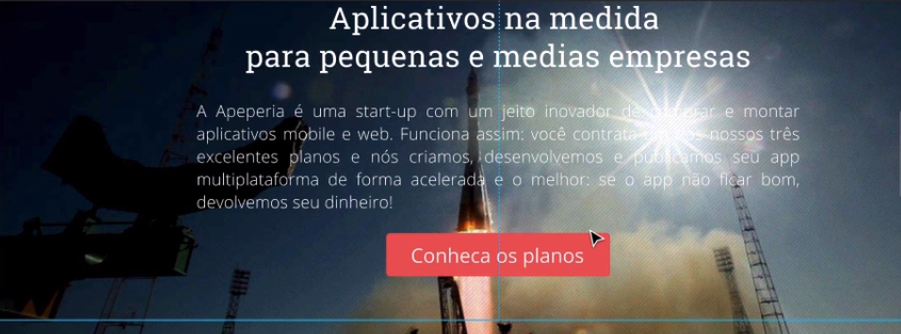 Aplicativos na medida
para pequenas e medias empresas
A Apeperia é uma start-up com um jeito inovador e montar
aplicativos mobile e web. Funciona assim: você contrata um dos nossos três
excelentes planos e nós criamos, desenvolvemos e publicamos seu app
multiplataforma de forma acelerada e o melhor: se o app não ficar bom,
devolvemos seu dinheiro!
Conheca os planos